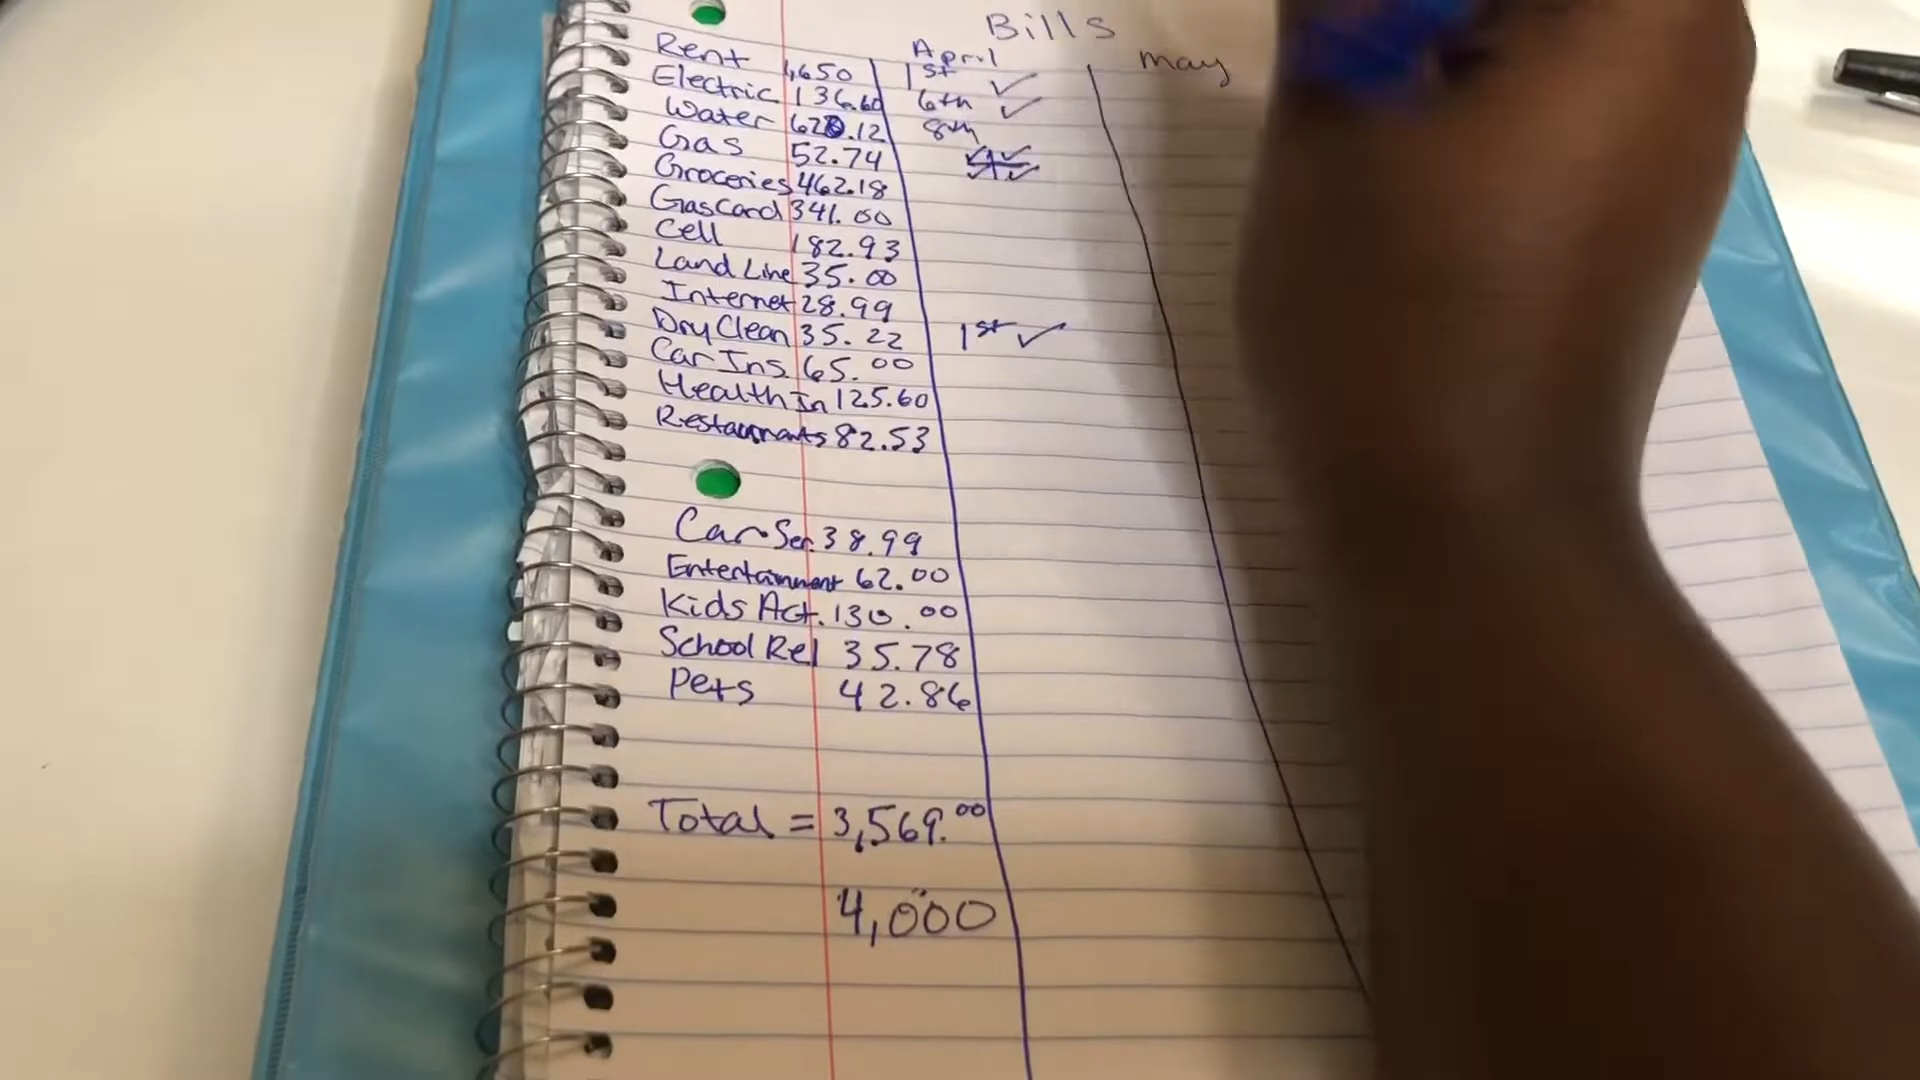 Bills
April
May
Rent 1,650 1st ✓
Electric 136.60 6th ✓
Water 62.12 8th
Gas 52.74
Groceries 462.18
Gas Card 341.00
Cell 182.93
Land Line 35.00
Internet 28.99
Dry Clean 35.22 1st ✓
Car Ins. 65.00
Health In 125.60
Restaurants 82.53
Car Ser. 38.99
Entertainment 62.00
Kids Act. 130.00
School Rel 35.78
Pets 42.86
Total = 3,569.00
4,000